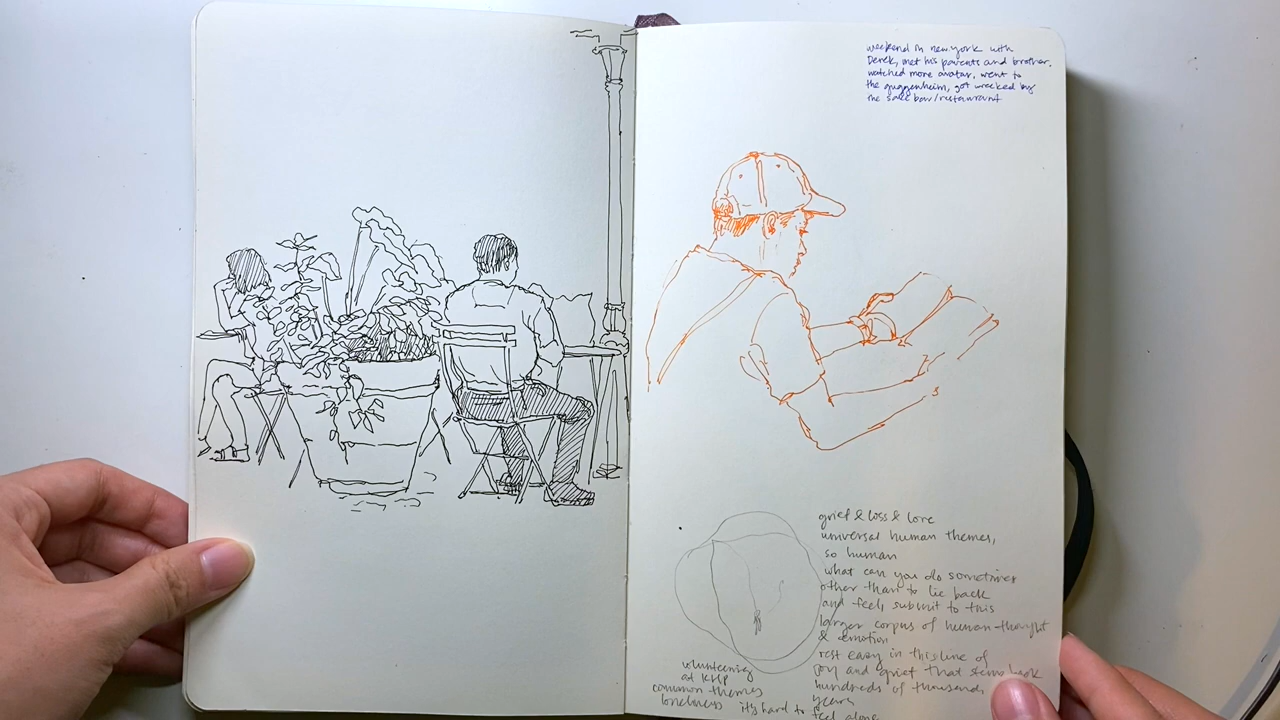 weekend in new york with
Derek, met his parents and brother,
watched more avatar, went to
the guggenheim, got wrecked by
the sake bar/restaurant
grief & loss & love
universal human themes,
so human
what can you do sometimes
other than to lie back
and feel, submit to this
larger corpus of human thought
& emotion
rest easy in this line of
joy and grief that stems back
hundreds of thousands
years
volunteering
at KHP
common themes
loneliness it's hard to feel alone